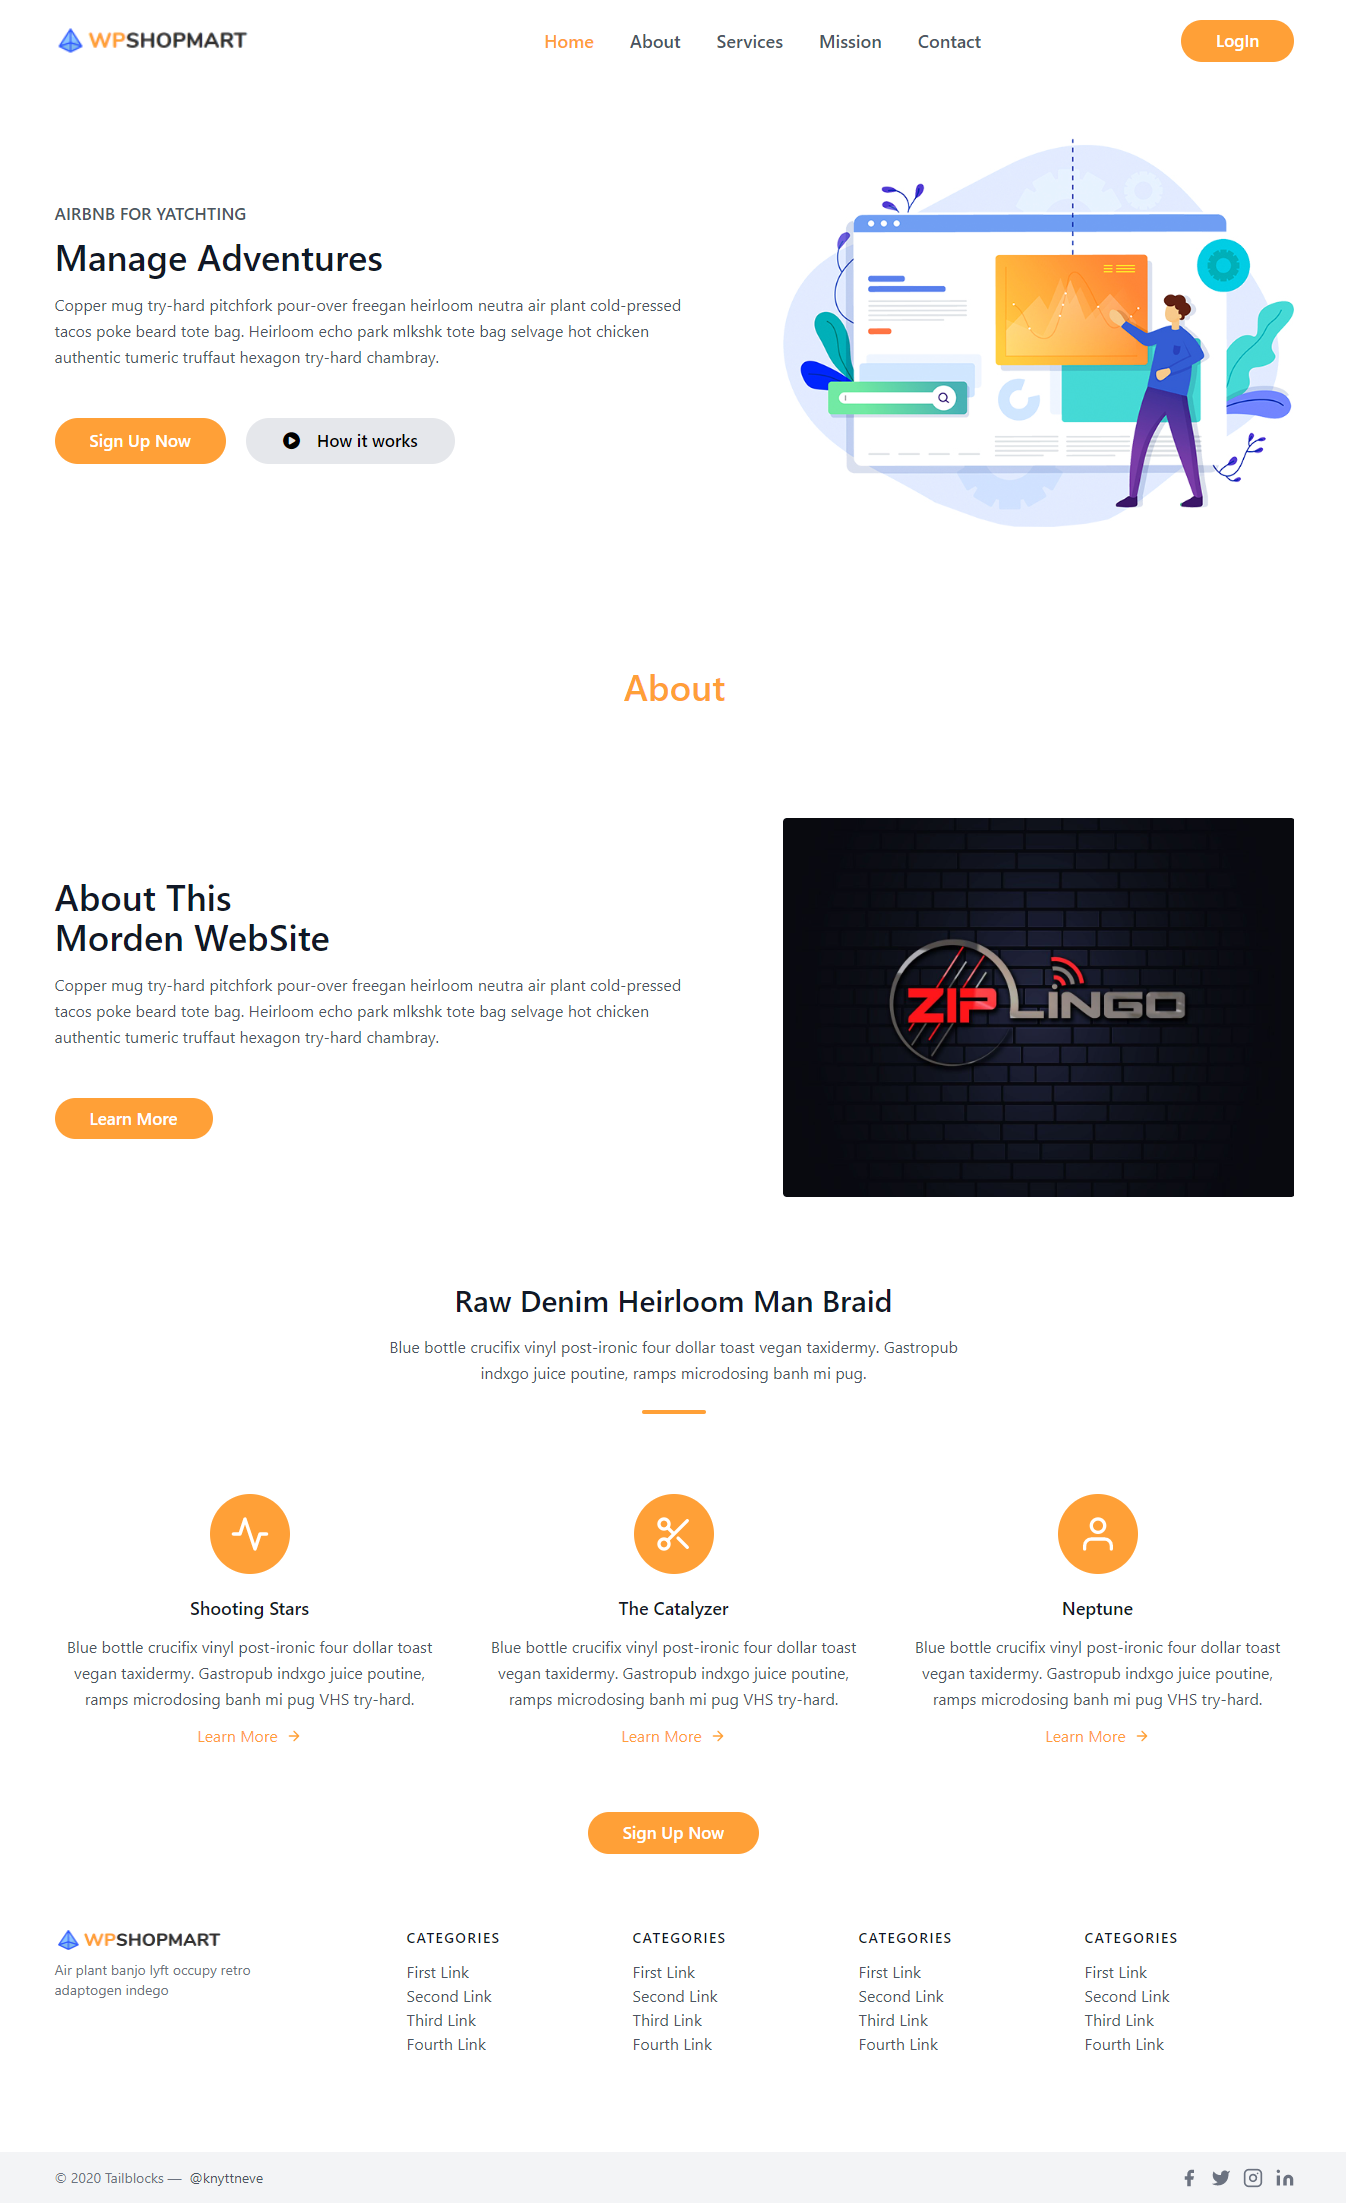 WPSHOPMART
Home
About
Services
Mission
Contact
LogIn
AIRBNB FOR YATCHTING
Manage Adventures
Copper mug try-hard pitchfork pour-over freegan heirloom neutra air plant cold-pressed
tacos poke beard tote bag. Heirloom echo park mlkshk tote bag selvage hot chicken
authentic tumeric truffaut hexagon try-hard chambray.
Sign Up Now
How it works
About
About This
Morden WebSite
Copper mug try-hard pitchfork pour-over freegan heirloom neutra air plant cold-pressed
tacos poke beard tote bag. Heirloom echo park mlkshk tote bag selvage hot chicken
authentic tumeric truffaut hexagon try-hard chambray.
Learn More
ZIP LiNGO
Raw Denim Heirloom Man Braid
Blue bottle crucifix vinyl post-ironic four dollar toast vegan taxidermy. Gastropub
indxgo juice poutine, ramps microdosing banh mi pug.
Shooting Stars
Blue bottle crucifix vinyl post-ironic four dollar toast
vegan taxidermy. Gastropub indxgo juice poutine,
ramps microdosing banh mi pug VHS try-hard.
Learn More
The Catalyzer
Blue bottle crucifix vinyl post-ironic four dollar toast
vegan taxidermy. Gastropub indxgo juice poutine,
ramps microdosing banh mi pug VHS try-hard.
Learn More
Neptune
Blue bottle crucifix vinyl post-ironic four dollar toast
vegan taxidermy. Gastropub indxgo juice poutine,
ramps microdosing banh mi pug VHS try-hard.
Learn More
Sign Up Now
WPSHOPMART
Air plant banjo lyft occupy retro
adaptogen indego
CATEGORIES
First Link
Second Link
Third Link
Fourth Link
CATEGORIES
First Link
Second Link
Third Link
Fourth Link
CATEGORIES
First Link
Second Link
Third Link
Fourth Link
CATEGORIES
First Link
Second Link
Third Link
Fourth Link
© 2020 Tailblocks — @knyttneve